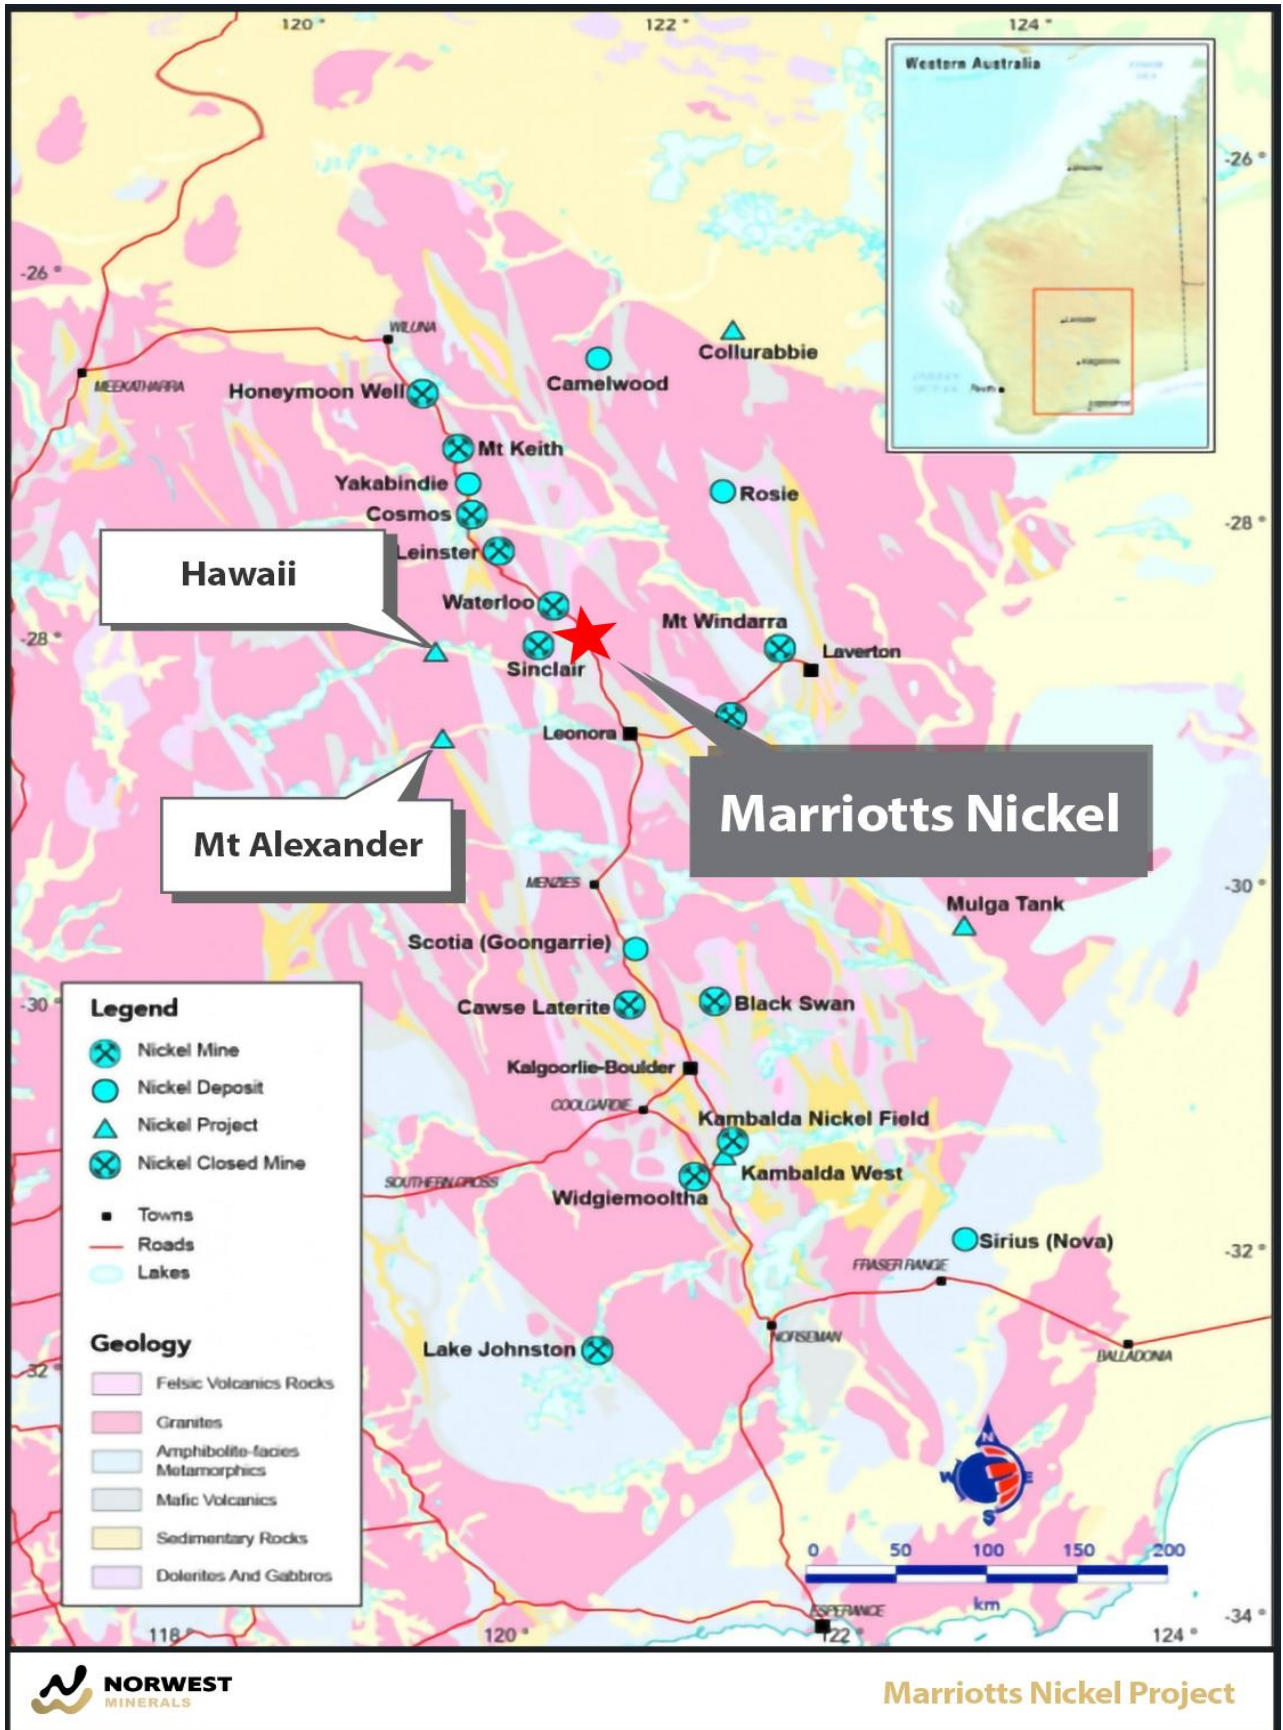 120 °
122 °
124 °
Western Australia
-26 °
-26 °
WILUNA
Collurabbie
Camelwood
MEEKATHARRA
Honeymoon Well
Perth
Mt Keith
Yakabindie
Rosie
Cosmos
-28 °
Leinster
Hawaii
Waterloo
Mt Windarra
-28 °
Laverton
Sinclair
Leonora
Marriotts Nickel
Mt Alexander
MENZIES
-30 °
Mulga Tank
Scotia (Goongarrie)
-30 °
Cawse Laterite
Black Swan
Kalgoorlie-Boulder
COOLGARDIE
Kambalda Nickel Field
Kambalda West
SOUTHERN CROSS
Widgiemooltha
Sirius (Nova)
-32 °
FRASER RANGE
NORSEMAN
Lake Johnston
BALLADONIA
-32 °
Legend
Nickel Mine
Nickel Deposit
Nickel Project
Nickel Closed Mine
Towns
Roads
Lakes
Geology
Felsic Volcanics Rocks
Granites
Amphibolite-facies
Metamorphics
Mafic Volcanics
Sedimentary Rocks
Dolerites And Gabbros
N
W
E
S
0 50 100 150 200
km
ESPERANCE
-34 °
118 °
120 °
122 °
124 °
NORWEST
MINERALS
Marriotts Nickel Project